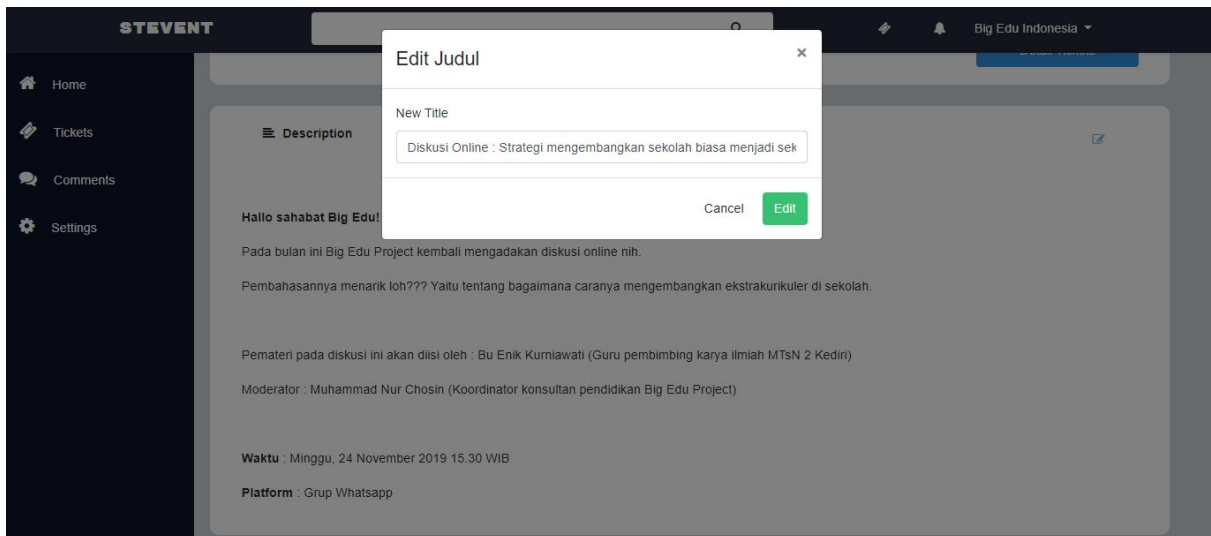 STEVENT
Big Edu Indonesia
Edit Judul
×
Home
New Title
Tickets
Description
Diskusi Online : Strategi mengembangkan sekolah biasa menjadi sek
Comments
Cancel
Edit
Settings
Hallo sahabat Big Edu!
Pada bulan ini Big Edu Project kembali mengadakan diskusi online nih.
Pembahasannya menarik loh??? Yaitu tentang bagaimana caranya mengembangkan ekstrakurikuler di sekolah.
Pemateri pada diskusi ini akan diisi oleh : Bu Enik Kurniawati (Guru pembimbing karya ilmiah MTsN 2 Kediri)
Moderator : Muhammad Nur Chosin (Koordinator konsultan pendidikan Big Edu Project)
Waktu : Minggu, 24 November 2019 15.30 WIB
Platform : Grup Whatsapp